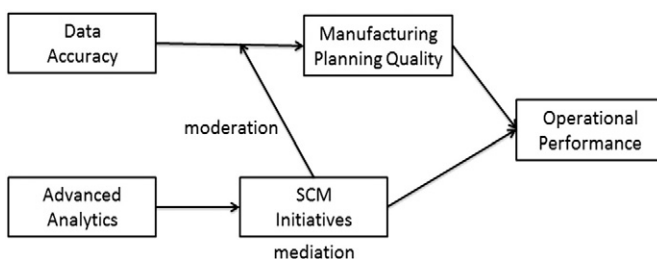 Data
Accuracy
Manufacturing
Planning Quality
Operational
Performance
moderation
Advanced
Analytics
SCM
Initiatives
mediation